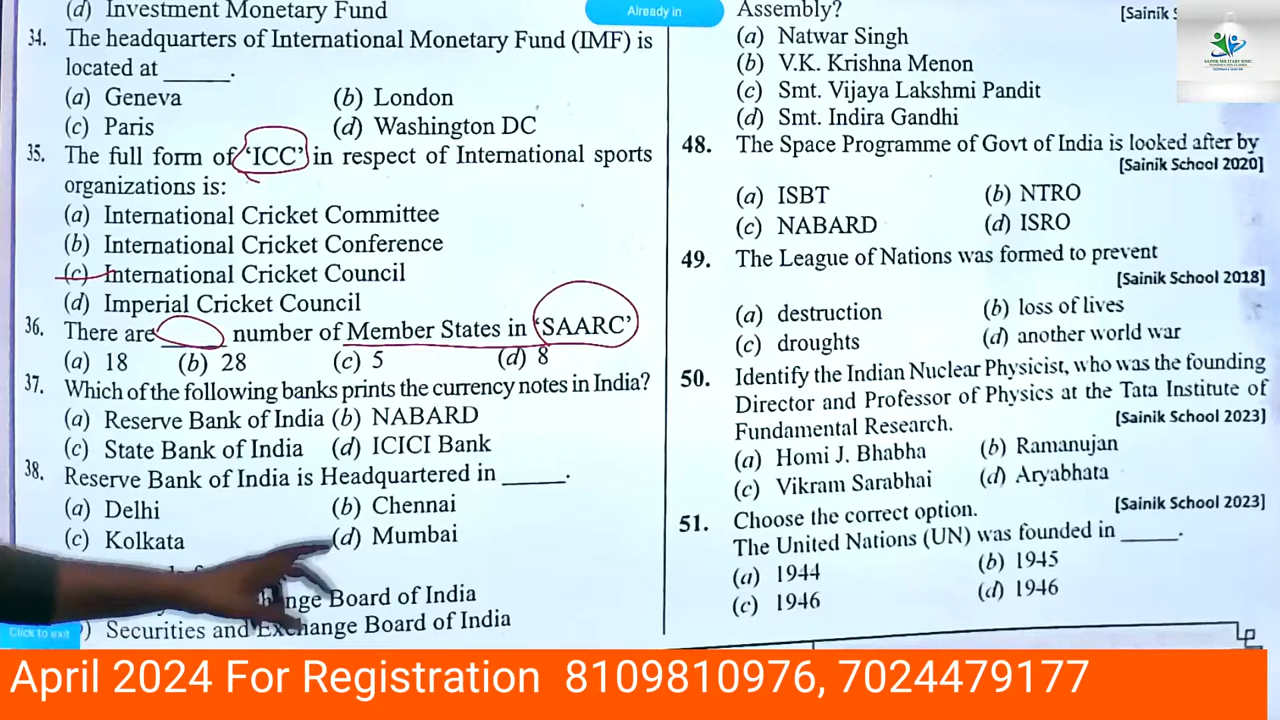 (d) Investment Monetary Fund
34. The headquarters of International Monetary Fund (IMF) is
located at ______.
(a) Geneva (b) London
(c) Paris (d) Washington DC
35. The full form of 'ICC' in respect of International sports
organizations is:
(a) International Cricket Committee
(b) International Cricket Conference
(c) International Cricket Council
(d) Imperial Cricket Council
36. There are ______ number of Member States in 'SAARC'
(a) 18 (b) 28 (c) 5 (d) 8
37. Which of the following banks prints the currency notes in India?
(a) Reserve Bank of India (b) NABARD
(c) State Bank of India (d) ICICI Bank
38. Reserve Bank of India is Headquartered in ______.
(a) Delhi (b) Chennai
(c) Kolkata (d) Mumbai
Board of India
Securities and Exchange Board of India
Click to exit
Already in
Assembly?
(a) Natwar Singh
(b) V.K. Krishna Menon
(c) Smt. Vijaya Lakshmi Pandit
(d) Smt. Indira Gandhi
48. The Space Programme of Govt of India is looked after by
[Sainik School 2020]
(a) ISBT (b) NTRO
(c) NABARD (d) ISRO
49. The League of Nations was formed to prevent
[Sainik School 2018]
(a) destruction (b) loss of lives
(c) droughts (d) another world war
50. Identify the Indian Nuclear Physicist, who was the founding
Director and Professor of Physics at the Tata Institute of
Fundamental Research. [Sainik School 2023]
(a) Homi J. Bhabha (b) Ramanujan
(c) Vikram Sarabhai (d) Aryabhata
51. Choose the correct option. [Sainik School 2023]
The United Nations (UN) was founded in ______.
(a) 1944 (b) 1945
(c) 1946 (d) 1946
[Sainik
SAINIK MILITARY RIMC
April 2024 For Registration 8109810976, 7024479177